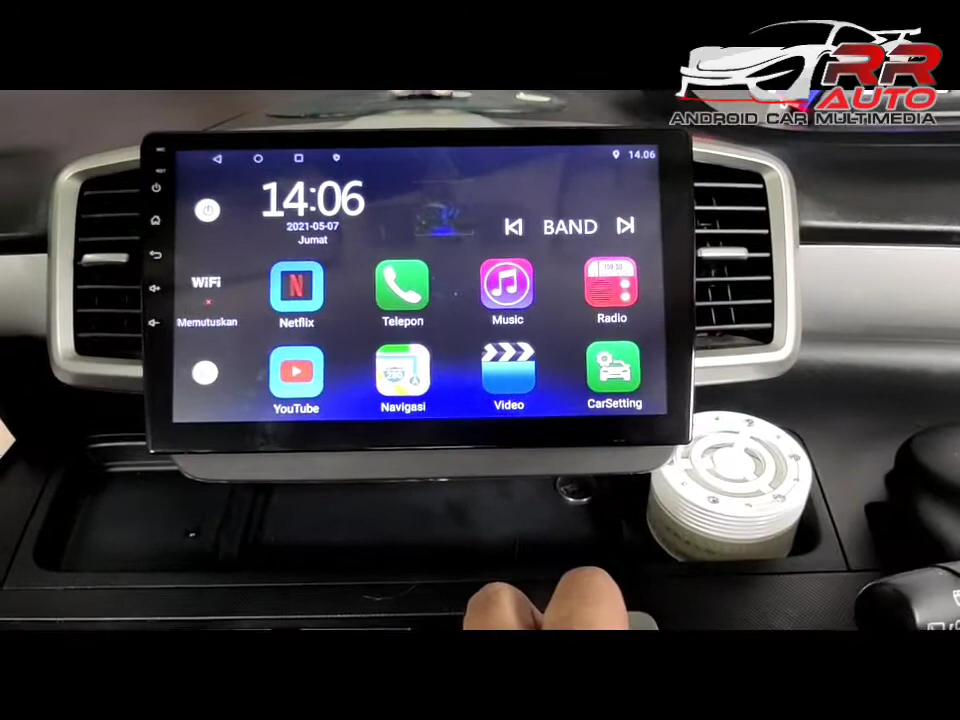 RR
AUTO
ANDROID CAR MULTIMEDIA
14.06
14:06
2021-05-07
Jumat
BAND
WiFi
Memutuskan
Netflix
Telepon
Music
Radio
YouTube
Navigasi
Video
CarSetting